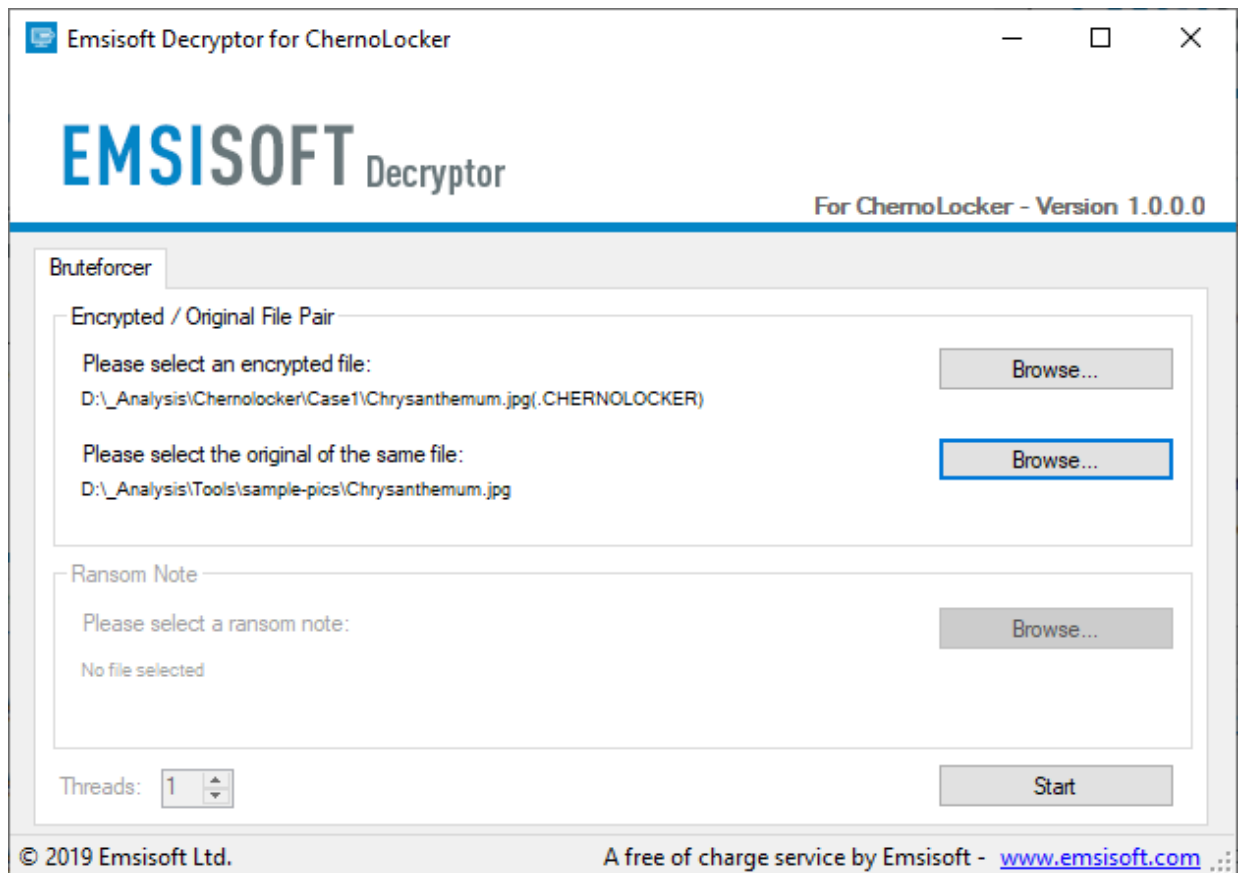 Emsisoft Decryptor for ChernoLocker
EMSISOFT Decryptor
For ChernoLocker - Version 1.0.0.0
Bruteforcer
Encrypted / Original File Pair
Please select an encrypted file:
Browse...
D:\_Analysis\Chernolocker\Case1\Chrysanthemum.jpg(.CHERNOLOCKER)
Please select the original of the same file:
Browse...
D:\_Analysis\Tools\sample-pics\Chrysanthemum.jpg
Ransom Note
Please select a ransom note:
Browse...
No file selected
Threads: 1
Start
© 2019 Emsisoft Ltd.
A free of charge service by Emsisoft - www.emsisoft.com